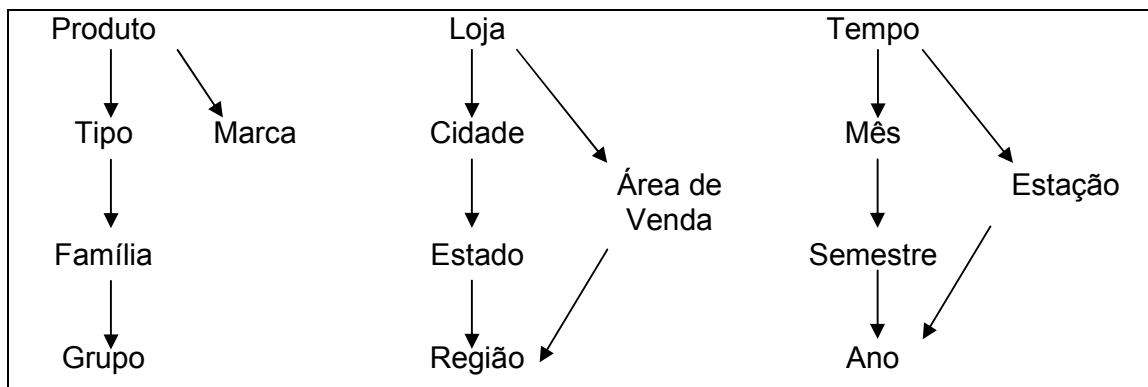 Produto
Loja
Tempo
Tipo
Marca
Cidade
Mês
Área de
Venda
Estação
Família
Estado
Semestre
Grupo
Região
Ano